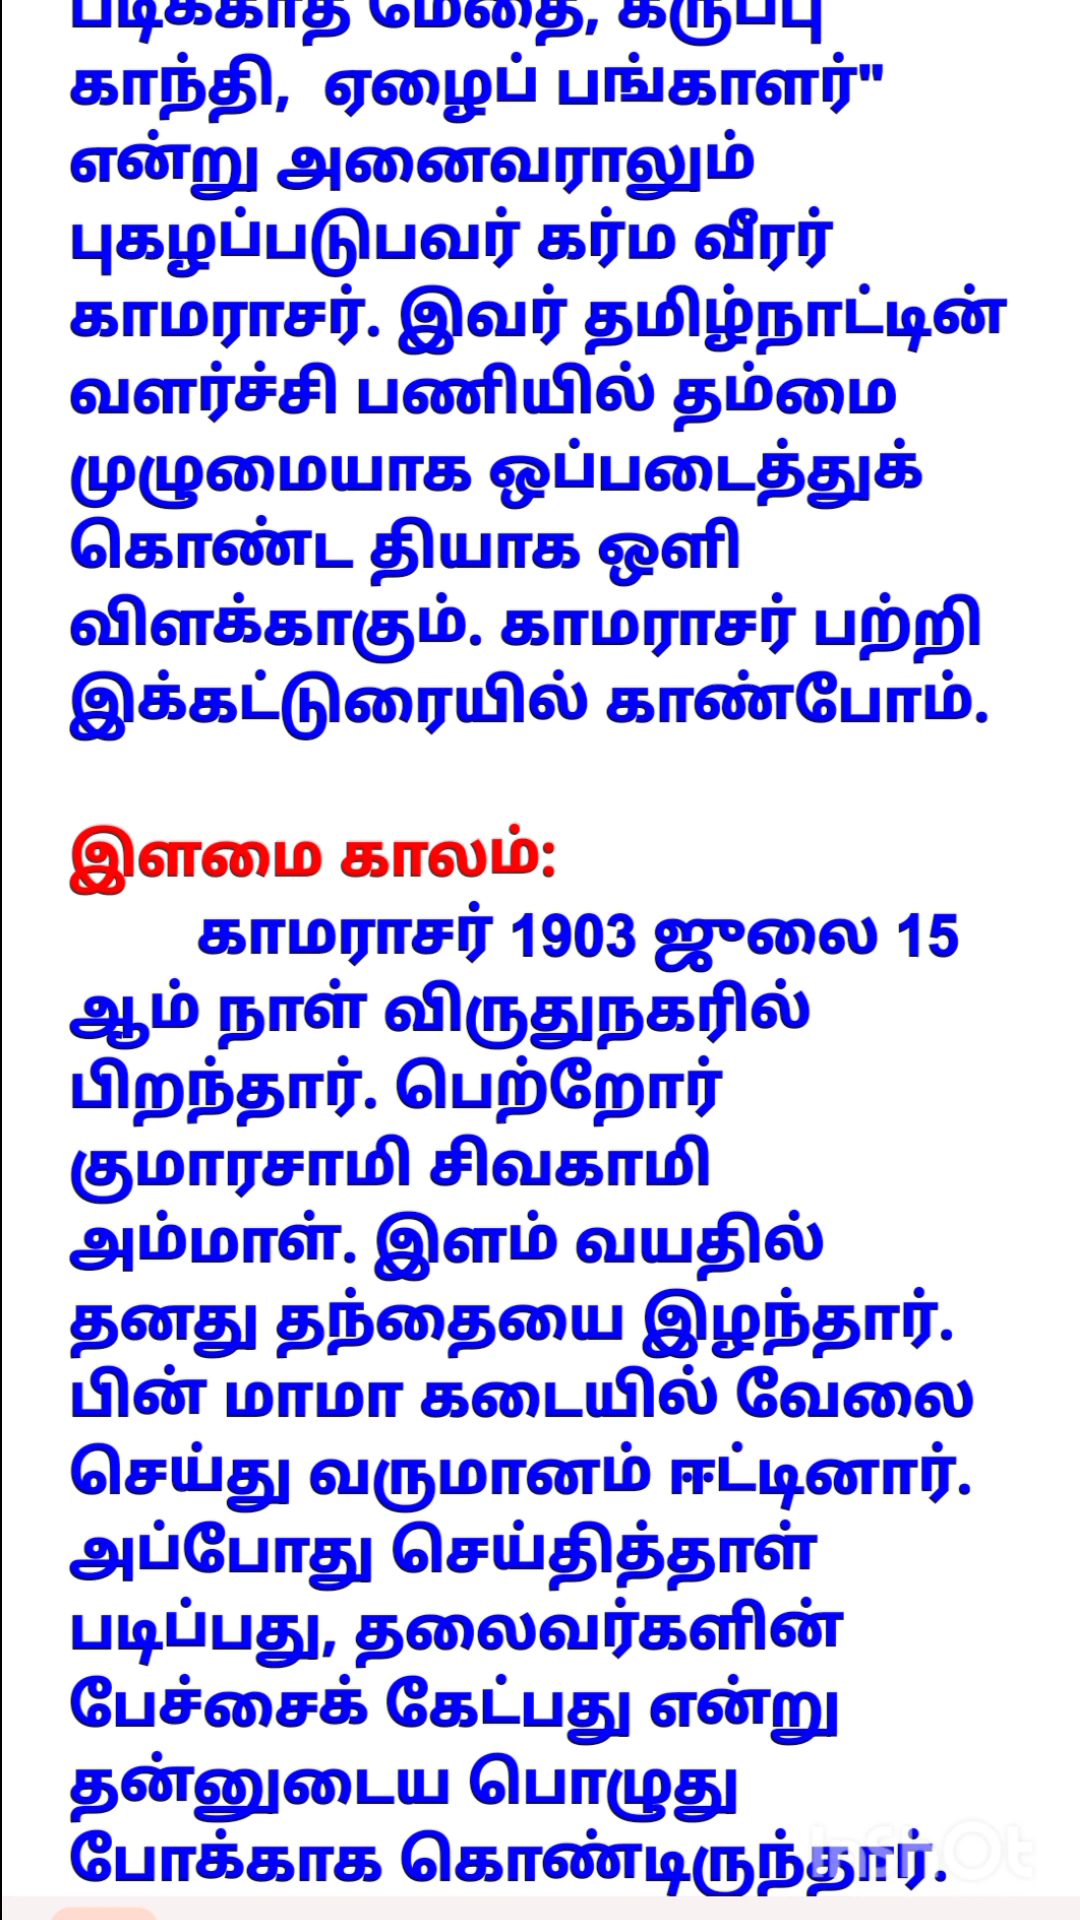 படிக்காத மேதை, கருப்பு
காந்தி, ஏழைப் பங்காளர்"
என்று அனைவராலும்
புகழப்படுபவர் கர்ம வீரர்
காமராசர். இவர் தமிழ்நாட்டின்
வளர்ச்சி பணியில் தம்மை
முழுமையாக ஒப்படைத்துக்
கொண்ட தியாக ஒளி
விளக்காகும். காமராசர் பற்றி
இக்கட்டுரையில் காண்போம்.
இளமை காலம்:
காமராசர் 1903 ஜுலை 15
ஆம் நாள் விருதுநகரில்
பிறந்தார். பெற்றோர்
குமாரசாமி சிவகாமி
அம்மாள். இளம் வயதில்
தனது தந்தையை இழந்தார்.
பின் மாமா கடையில் வேலை
செய்து வருமானம் ஈட்டினார்.
அப்போது செய்தித்தாள்
படிப்பது, தலைவர்களின்
பேச்சைக் கேட்பது என்று
தன்னுடைய பொழுது
போக்காக கொண்டிருந்தார்.
InShOt